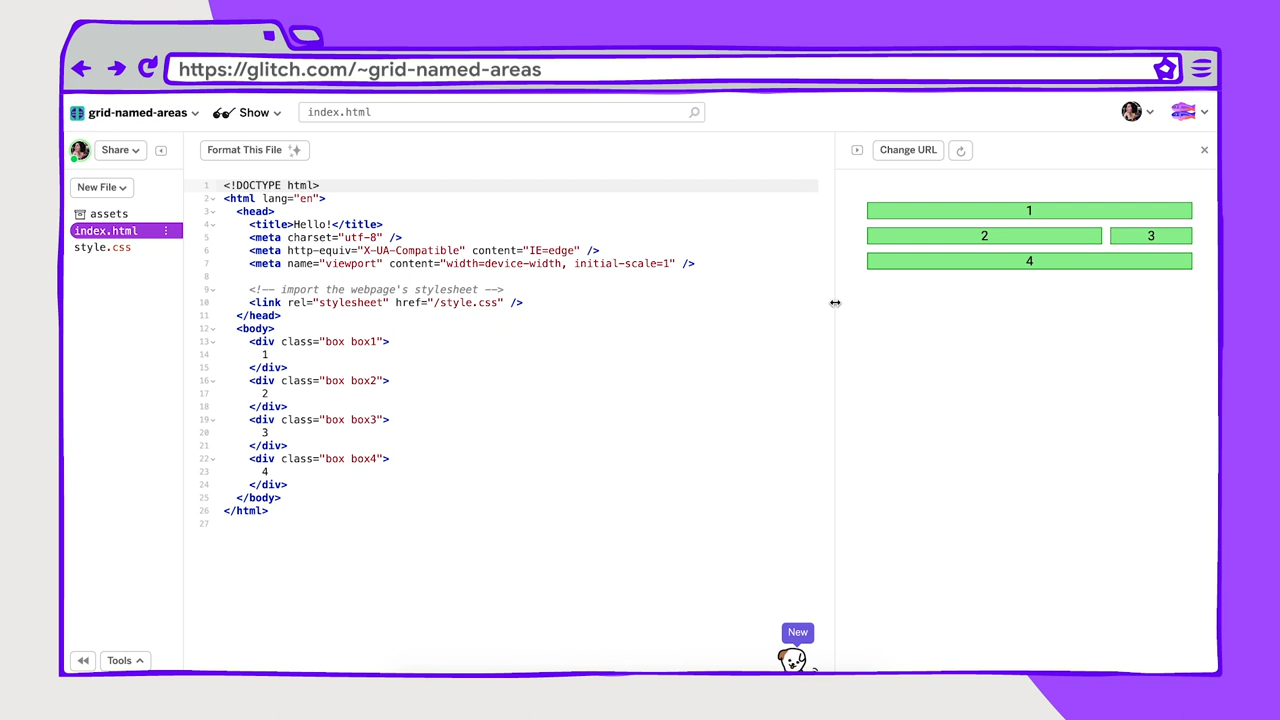 https://glitch.com/~grid-named-areas
grid-named-areas Show index.html
Share Format This File Change URL
New File
assets
index.html
style.css
1 <!DOCTYPE html>
2 <html lang="en">
3 <head>
4 <title>Hello!</title>
5 <meta charset="utf-8" />
6 <meta http-equiv="X-UA-Compatible" content="IE=edge" />
7 <meta name="viewport" content="width=device-width, initial-scale=1" />
8
9 <!-- import the webpage's stylesheet -->
10 <link rel="stylesheet" href="/style.css" />
11 </head>
12 <body>
13 <div class="box box1">
14 1
15 </div>
16 <div class="box box2">
17 2
18 </div>
19 <div class="box box3">
20 3
21 </div>
22 <div class="box box4">
23 4
24 </div>
25 </body>
26 </html>
27
1
2 3
4
New
Tools